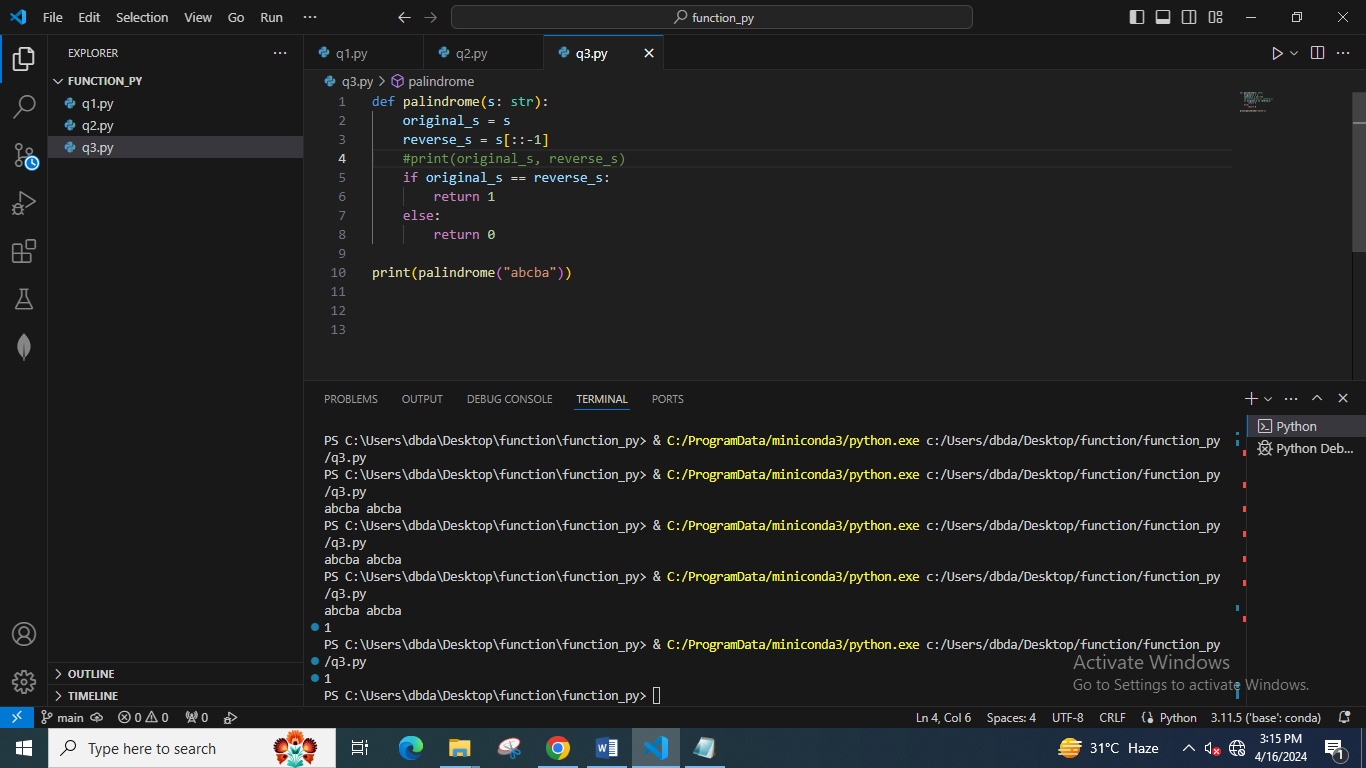 File Edit Selection View Go Run ··· function_py
EXPLORER ···
FUNCTION_PY
q1.py
q2.py
q3.py
OUTLINE
TIMELINE
q1.py q2.py q3.py
q3.py > palindrome
1 def palindrome(s: str):
2 original_s = s
3 reverse_s = s[::-1]
4 #print(original_s, reverse_s)
5 if original_s == reverse_s:
6 return 1
7 else:
8 return 0
9
10 print(palindrome("abcba"))
11
12
13
PROBLEMS OUTPUT DEBUG CONSOLE TERMINAL PORTS
PS C:\Users\dbda\Desktop\function\function_py> & C:/ProgramData/miniconda3/python.exe c:/Users/dbda/Desktop/function/function_py
/q3.py
PS C:\Users\dbda\Desktop\function\function_py> & C:/ProgramData/miniconda3/python.exe c:/Users/dbda/Desktop/function/function_py
/q3.py
abcba abcba
PS C:\Users\dbda\Desktop\function\function_py> & C:/ProgramData/miniconda3/python.exe c:/Users/dbda/Desktop/function/function_py
/q3.py
abcba abcba
PS C:\Users\dbda\Desktop\function\function_py> & C:/ProgramData/miniconda3/python.exe c:/Users/dbda/Desktop/function/function_py
/q3.py
abcba abcba
1
PS C:\Users\dbda\Desktop\function\function_py> & C:/ProgramData/miniconda3/python.exe c:/Users/dbda/Desktop/function/function_py
/q3.py
1
PS C:\Users\dbda\Desktop\function\function_py>
Python
Python Deb...
Activate Windows
Go to Settings to activate Windows.
main 0 0 0 Ln 4, Col 6 Spaces: 4 UTF-8 CRLF Python 3.11.5 ('base': conda)
Type here to search 31°C Haze 3:15 PM
4/16/2024
1